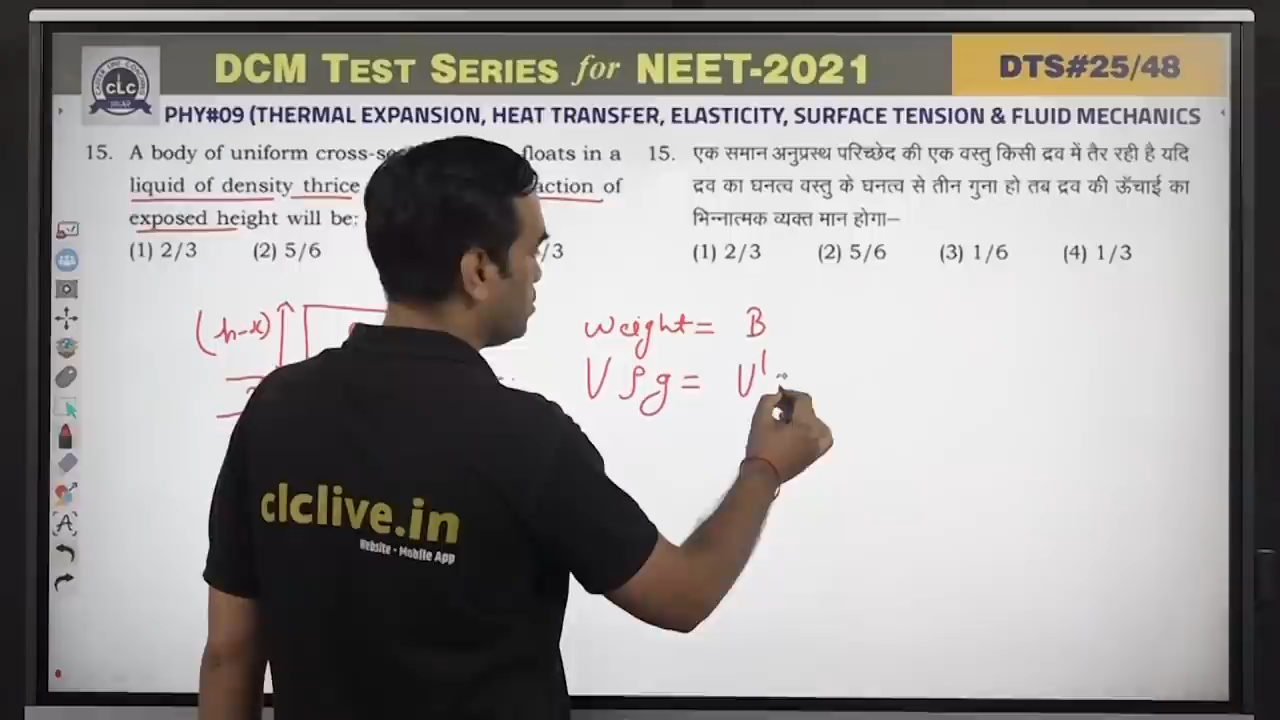 DCM TEST SERIES for NEET-2021
DTS#25/48
CLC
PHY#09 (THERMAL EXPANSION, HEAT TRANSFER, ELASTICITY, SURFACE TENSION & FLUID MECHANICS
15. A body of uniform floats in a
liquid of density thrice of
exposed height will be:
(1) 2/3 (2) 5/6 /3
15. एक समान अनुप्रस्थ परिच्छेद की एक वस्तु किसी द्रव में तैर रही है यदि
द्रव का घनत्व वस्तु के घनत्व से तीन गुना हो तब द्रव की ऊँचाई का
भिन्नात्मक व्यक्त मान होगा–
(1) 2/3 (2) 5/6 (3) 1/6 (4) 1/3
(h-x)
weight = B
Vρg = V'
clclive.in
Website • Mobile App